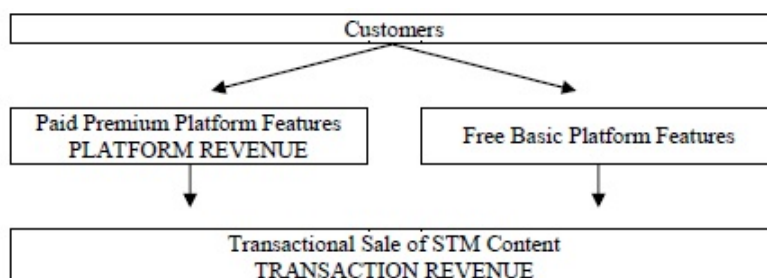 Customers
Paid Premium Platform Features
PLATFORM REVENUE
Free Basic Platform Features
Transactional Sale of STM Content
TRANSACTION REVENUE